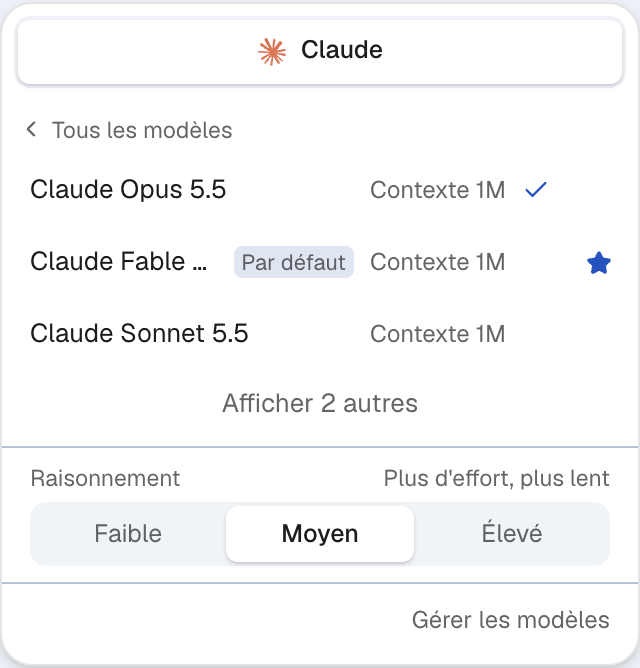 Claude
Tous les modèles
Claude Opus 5.5 Contexte 1M
Claude Fable ... Par défaut Contexte 1M
Claude Sonnet 5.5 Contexte 1M
Afficher 2 autres
Raisonnement Plus d'effort, plus lent
Faible Moyen Élevé
Gérer les modèles